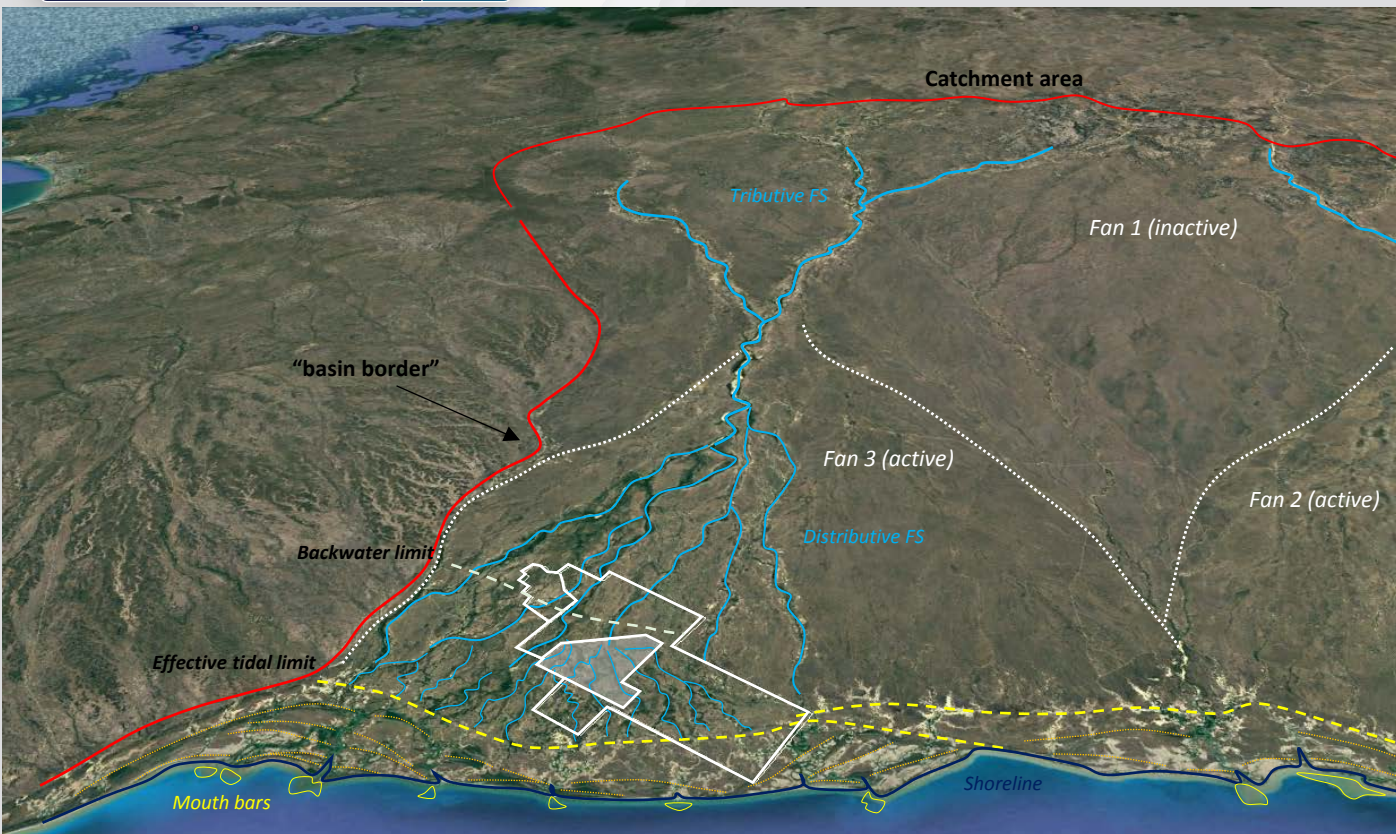 Catchment area
Tributive FS
Fan 1 (inactive)
“basin border”
Fan 3 (active)
Fan 2 (active)
Distributive FS
Backwater limit
Effective tidal limit
Shoreline
Mouth bars